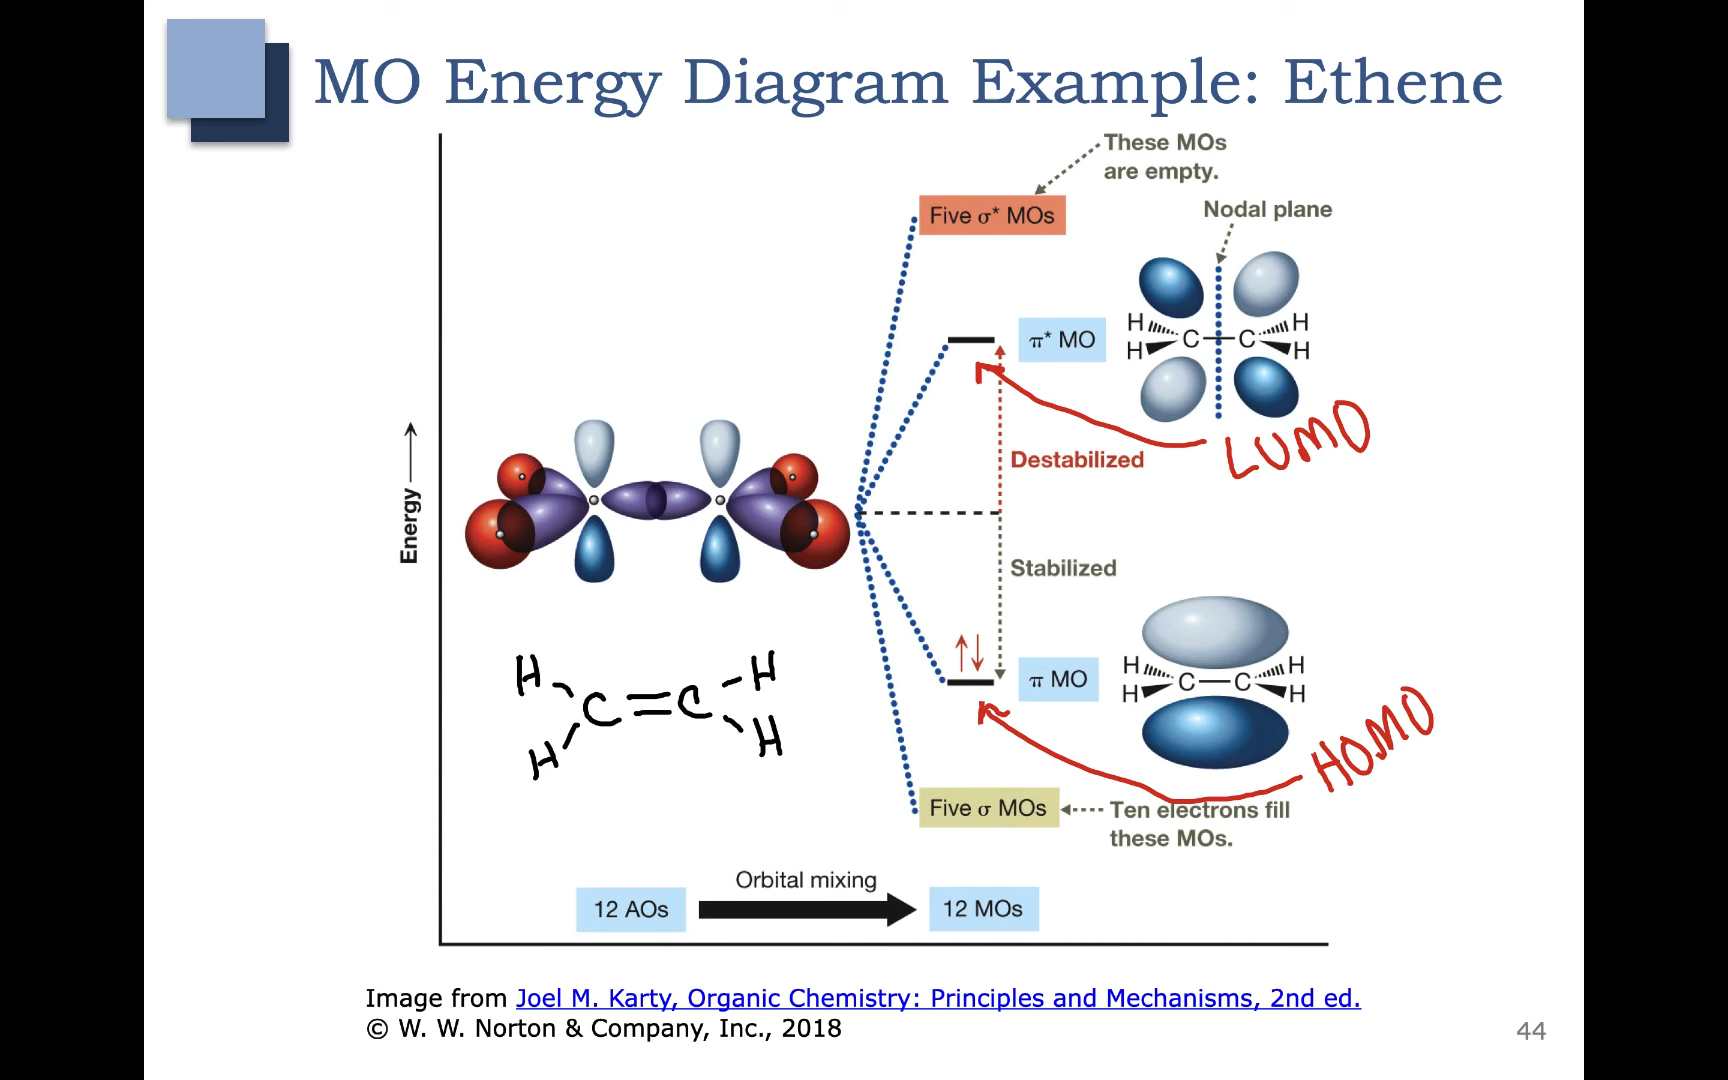 MO Energy Diagram Example: Ethene
These MOs
are empty.
Five σ* MOs
Nodal plane
π* MO
H
H
C
C
H
H
LUMO
Destabilized
Energy
Stabilized
π MO
H
H
C
C
H
H
HOMO
H
H
C
C
H
H
Five σ MOs
Ten electrons fill
these MOs.
Orbital mixing
12 AOs
12 MOs
Image from Joel M. Karty, Organic Chemistry: Principles and Mechanisms, 2nd ed.
© W. W. Norton & Company, Inc., 2018
44